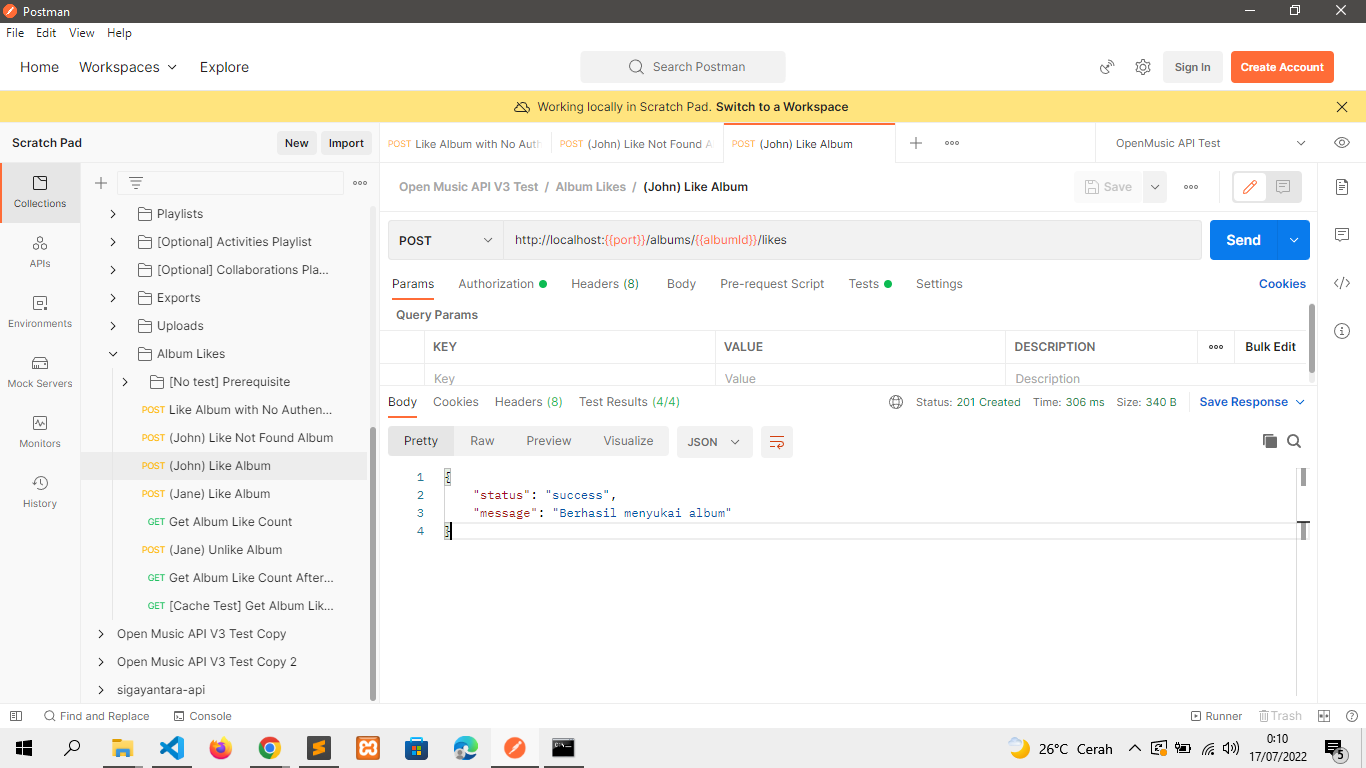 Postman
File Edit View Help
Home Workspaces Explore
Search Postman
Sign In
Create Account
Working locally in Scratch Pad. Switch to a Workspace
Scratch Pad
New Import
POST Like Album with No Auth
POST (John) Like Not Found A
POST (John) Like Album
OpenMusic API Test
Collections
APIs
Environments
Mock Servers
Monitors
History
Playlists
[Optional] Activities Playlist
[Optional] Collaborations Pla...
Exports
Uploads
Album Likes
[No test] Prerequisite
POST Like Album with No Authen...
POST (John) Like Not Found Album
POST (John) Like Album
POST (Jane) Like Album
GET Get Album Like Count
POST (Jane) Unlike Album
GET Get Album Like Count After...
GET [Cache Test] Get Album Lik...
Open Music API V3 Test Copy
Open Music API V3 Test Copy 2
sigayantara-api
Open Music API V3 Test / Album Likes / (John) Like Album
Save
POST http://localhost:{{port}}/albums/{{albumId}}/likes
Send
Params Authorization Headers (8) Body Pre-request Script Tests Settings Cookies
Query Params
KEY VALUE DESCRIPTION Bulk Edit
Key Value Description
Body Cookies Headers (8) Test Results (4/4)
Status: 201 Created Time: 306 ms Size: 340 B Save Response
Pretty Raw Preview Visualize JSON
1 {
2 "status": "success",
3 "message": "Berhasil menyukai album"
4 }
Find and Replace Console
Runner Trash
26°C Cerah
0:10
17/07/2022
5